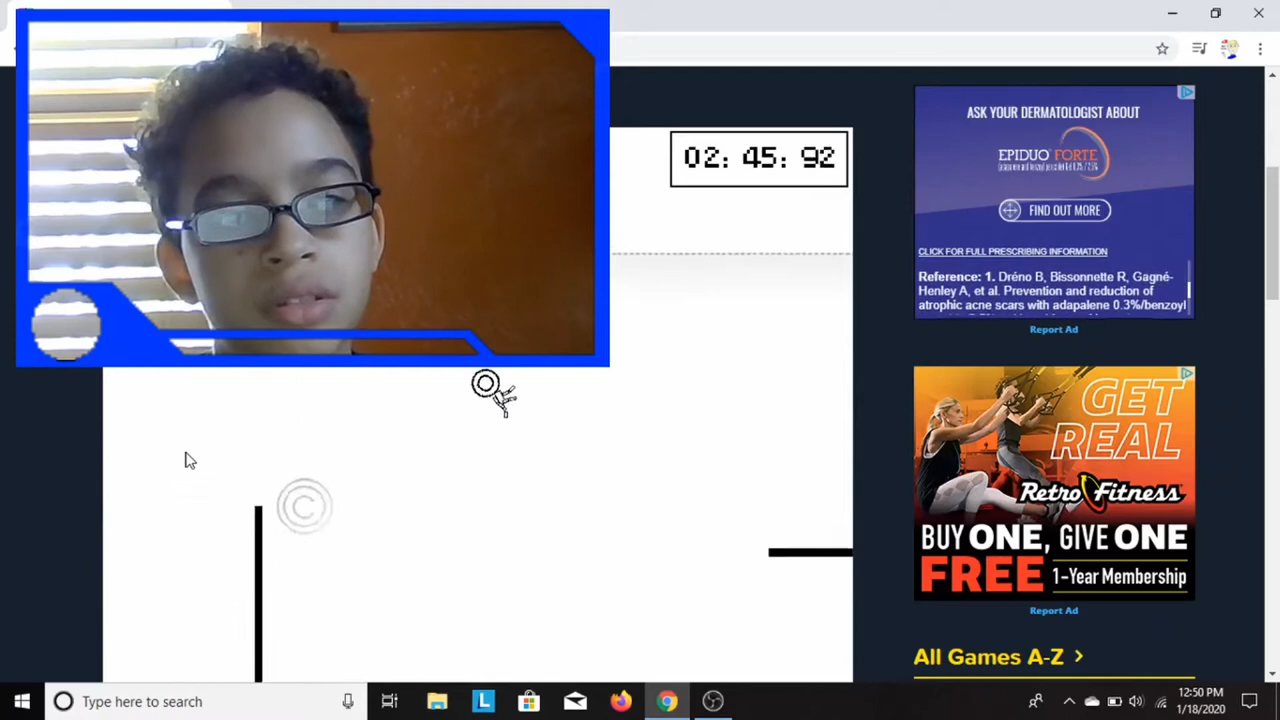 02: 45: 92
ASK YOUR DERMATOLOGIST ABOUT
EPIDUO FORTE
FIND OUT MORE
CLICK FOR FULL PRESCRIBING INFORMATION
Reference: 1. Dréno B, Bissonnette R, Gagné-
Henley A, et al. Prevention and reduction of
atrophic acne scars with adapalene 0.3%/benzoyl
Report Ad
©
GET
REAL
Retro Fitness
BUY ONE, GIVE ONE
FREE 1-Year Membership
Report Ad
All Games A-Z >
Type here to search
L
12:50 PM
1/18/2020